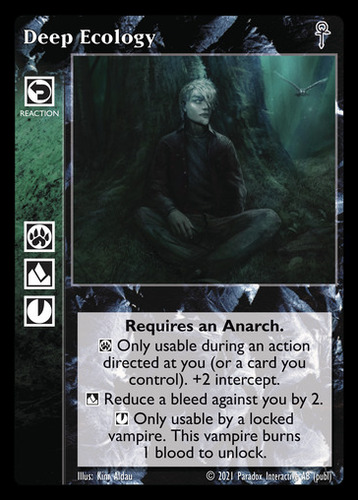 Deep Ecology
REACTION
Requires an Anarch.
Only usable during an action
directed at you (or a card you
control). +2 intercept.
Reduce a bleed against you by 2.
Only usable by a locked
vampire. This vampire burns
1 blood to unlock.
Illus: Kinn Aldau © 2021 Paradox Interactive AB (publ)